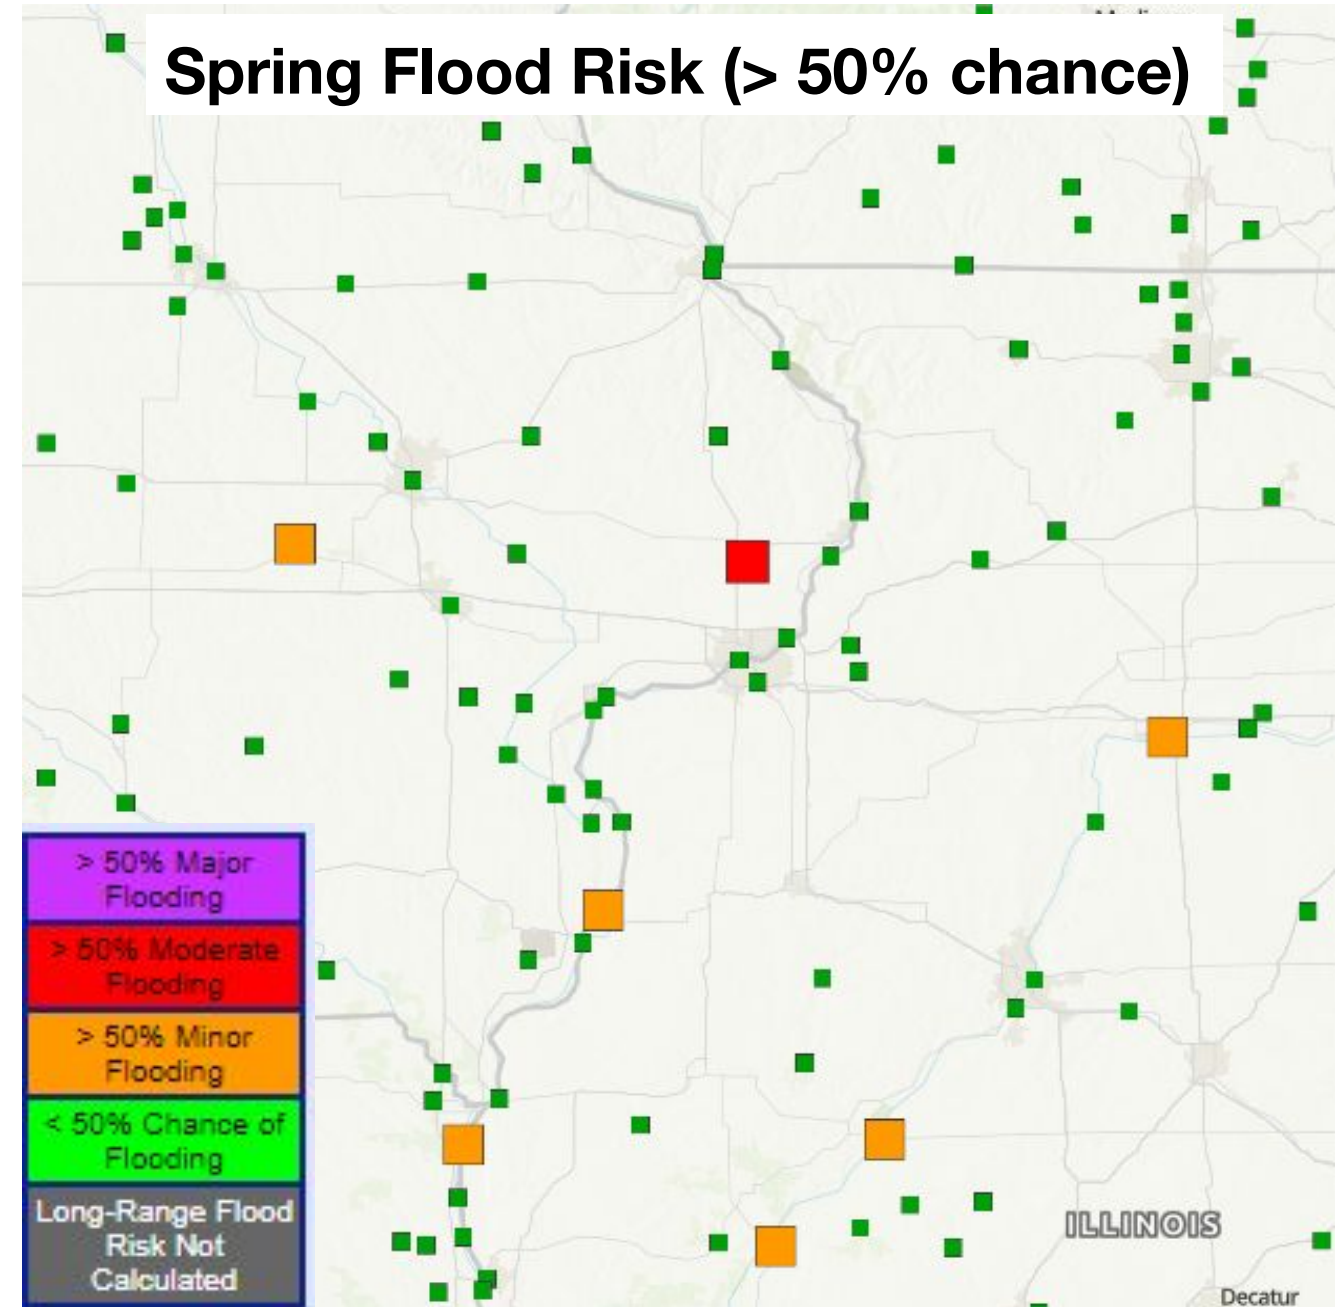 Spring Flood Risk (> 50% chance)
> 50% Major
Flooding
> 50% Moderate
Flooding
> 50% Minor
Flooding
< 50% Chance of
Flooding
Long-Range Flood
Risk Not
Calculated
ILLINOIS
Decatur